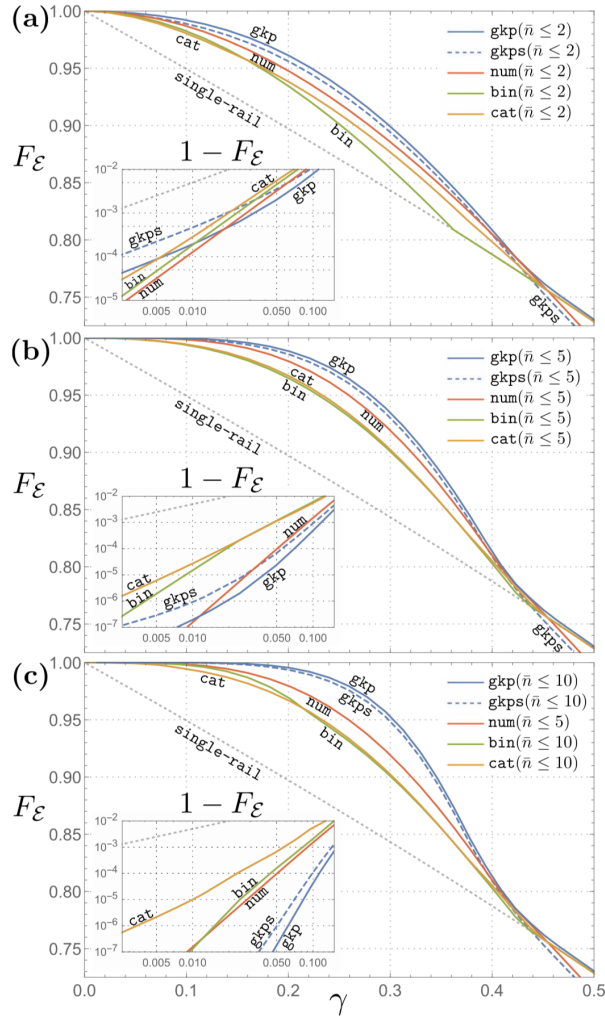 (a)
1.00
0.95
0.90
0.85
0.80
0.75
F_ℰ
gkp
cat
num
single-rail
bin
gkps
gkp(n̄ ≤ 2)
gkps(n̄ ≤ 2)
num(n̄ ≤ 2)
bin(n̄ ≤ 2)
cat(n̄ ≤ 2)
1 − F_ℰ
10⁻²
10⁻³
10⁻⁴
10⁻⁵
0.005 0.010 0.050 0.100
cat
gkps
gkp
bin
num
(b)
1.00
0.95
0.90
0.85
0.80
0.75
F_ℰ
gkp
cat
bin
num
single-rail
gkps
gkp(n̄ ≤ 5)
gkps(n̄ ≤ 5)
num(n̄ ≤ 5)
bin(n̄ ≤ 5)
cat(n̄ ≤ 5)
1 − F_ℰ
10⁻²
10⁻³
10⁻⁴
10⁻⁵
10⁻⁶
10⁻⁷
0.005 0.010 0.050 0.100
num
cat
bin
gkps
gkp
(c)
1.00
0.95
0.90
0.85
0.80
0.75
F_ℰ
cat
gkp
gkps
num
bin
single-rail
gkp(n̄ ≤ 10)
gkps(n̄ ≤ 10)
num(n̄ ≤ 5)
bin(n̄ ≤ 10)
cat(n̄ ≤ 10)
1 − F_ℰ
10⁻²
10⁻³
10⁻⁴
10⁻⁵
10⁻⁶
10⁻⁷
0.005 0.010 0.050 0.100
cat
bin
num
gkps
gkp
0.0 0.1 0.2 0.3 0.4 0.5
γ